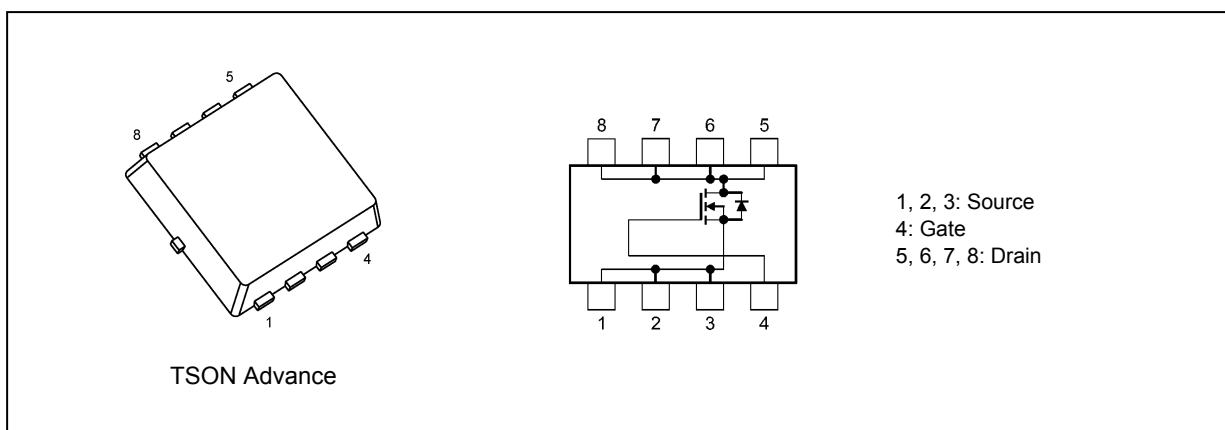 5
8
4
1
TSON Advance
8 7 6 5
1 2 3 4
1, 2, 3: Source
4: Gate
5, 6, 7, 8: Drain